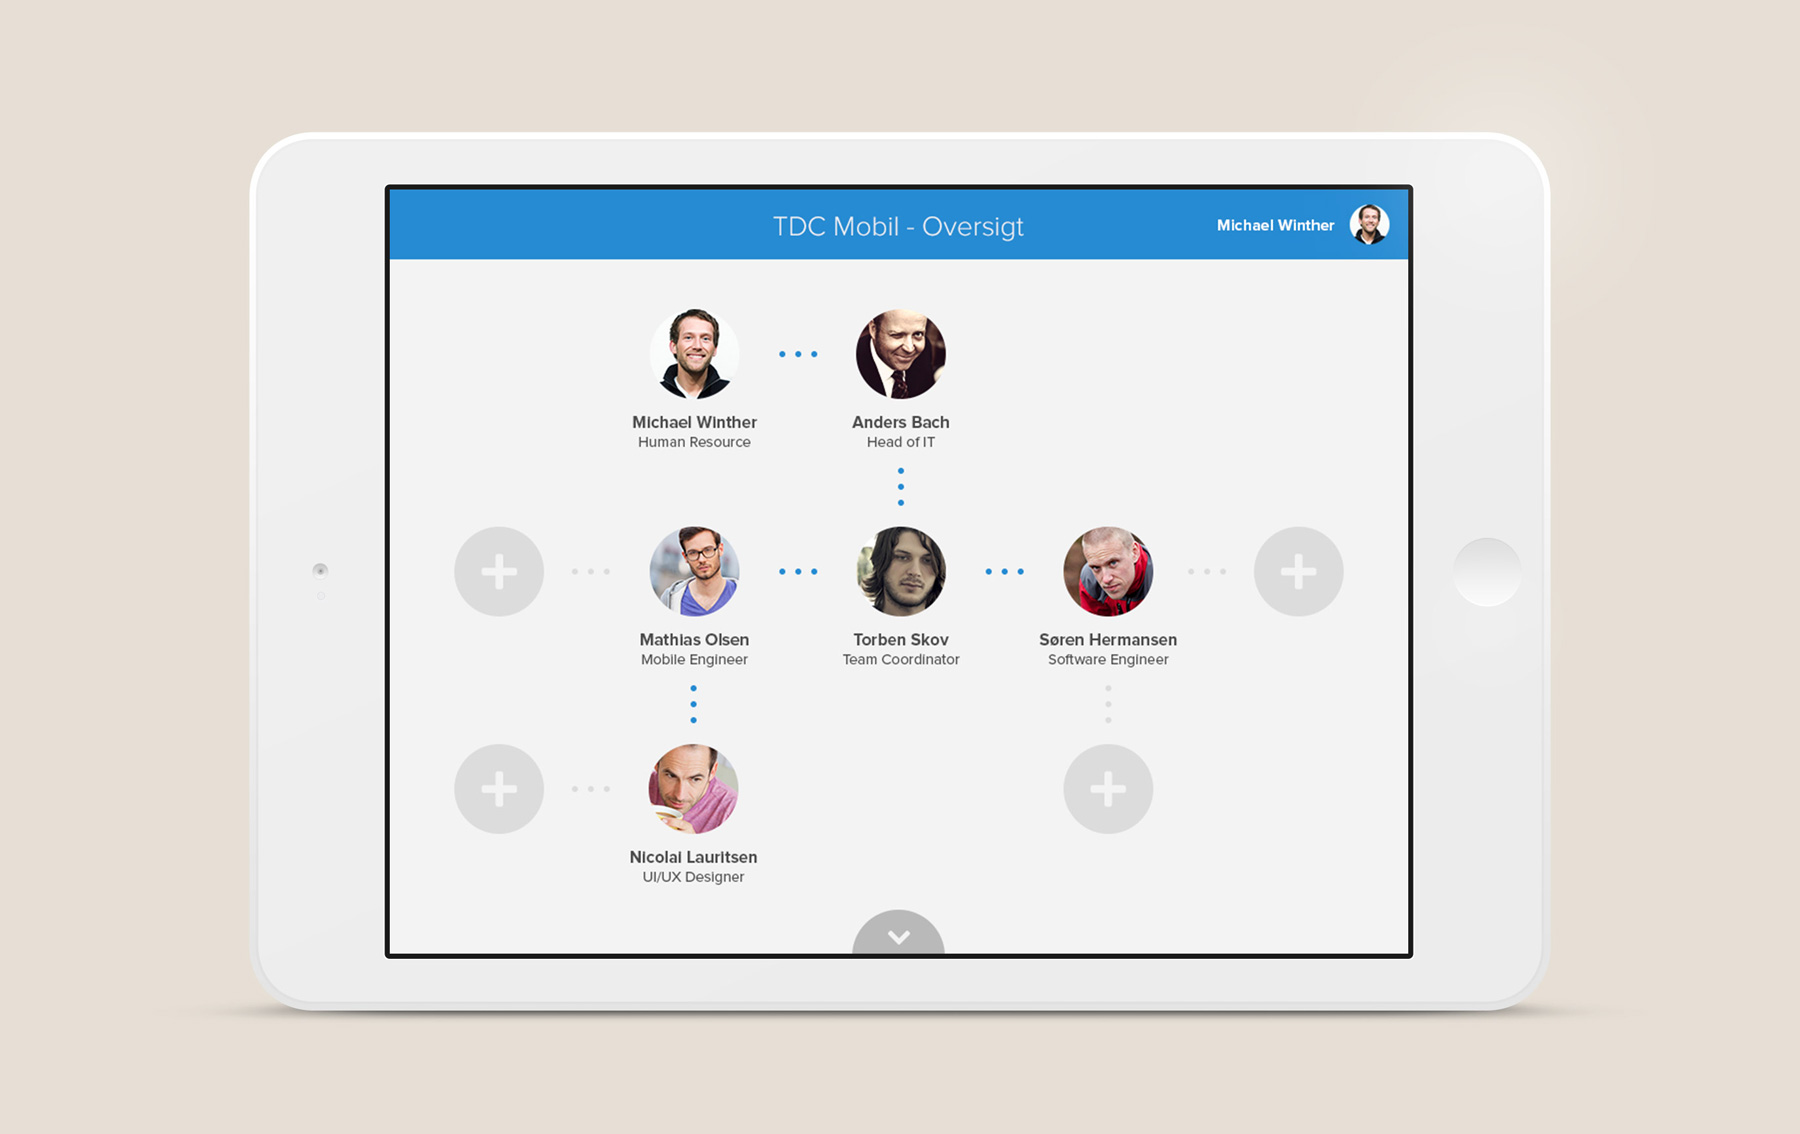 TDC Mobil - Oversigt
Michael Winther
Michael Winther
Human Resource
Anders Bach
Head of IT
Mathias Olsen
Mobile Engineer
Torben Skov
Team Coordinator
Søren Hermansen
Software Engineer
Nicolai Lauritsen
UI/UX Designer